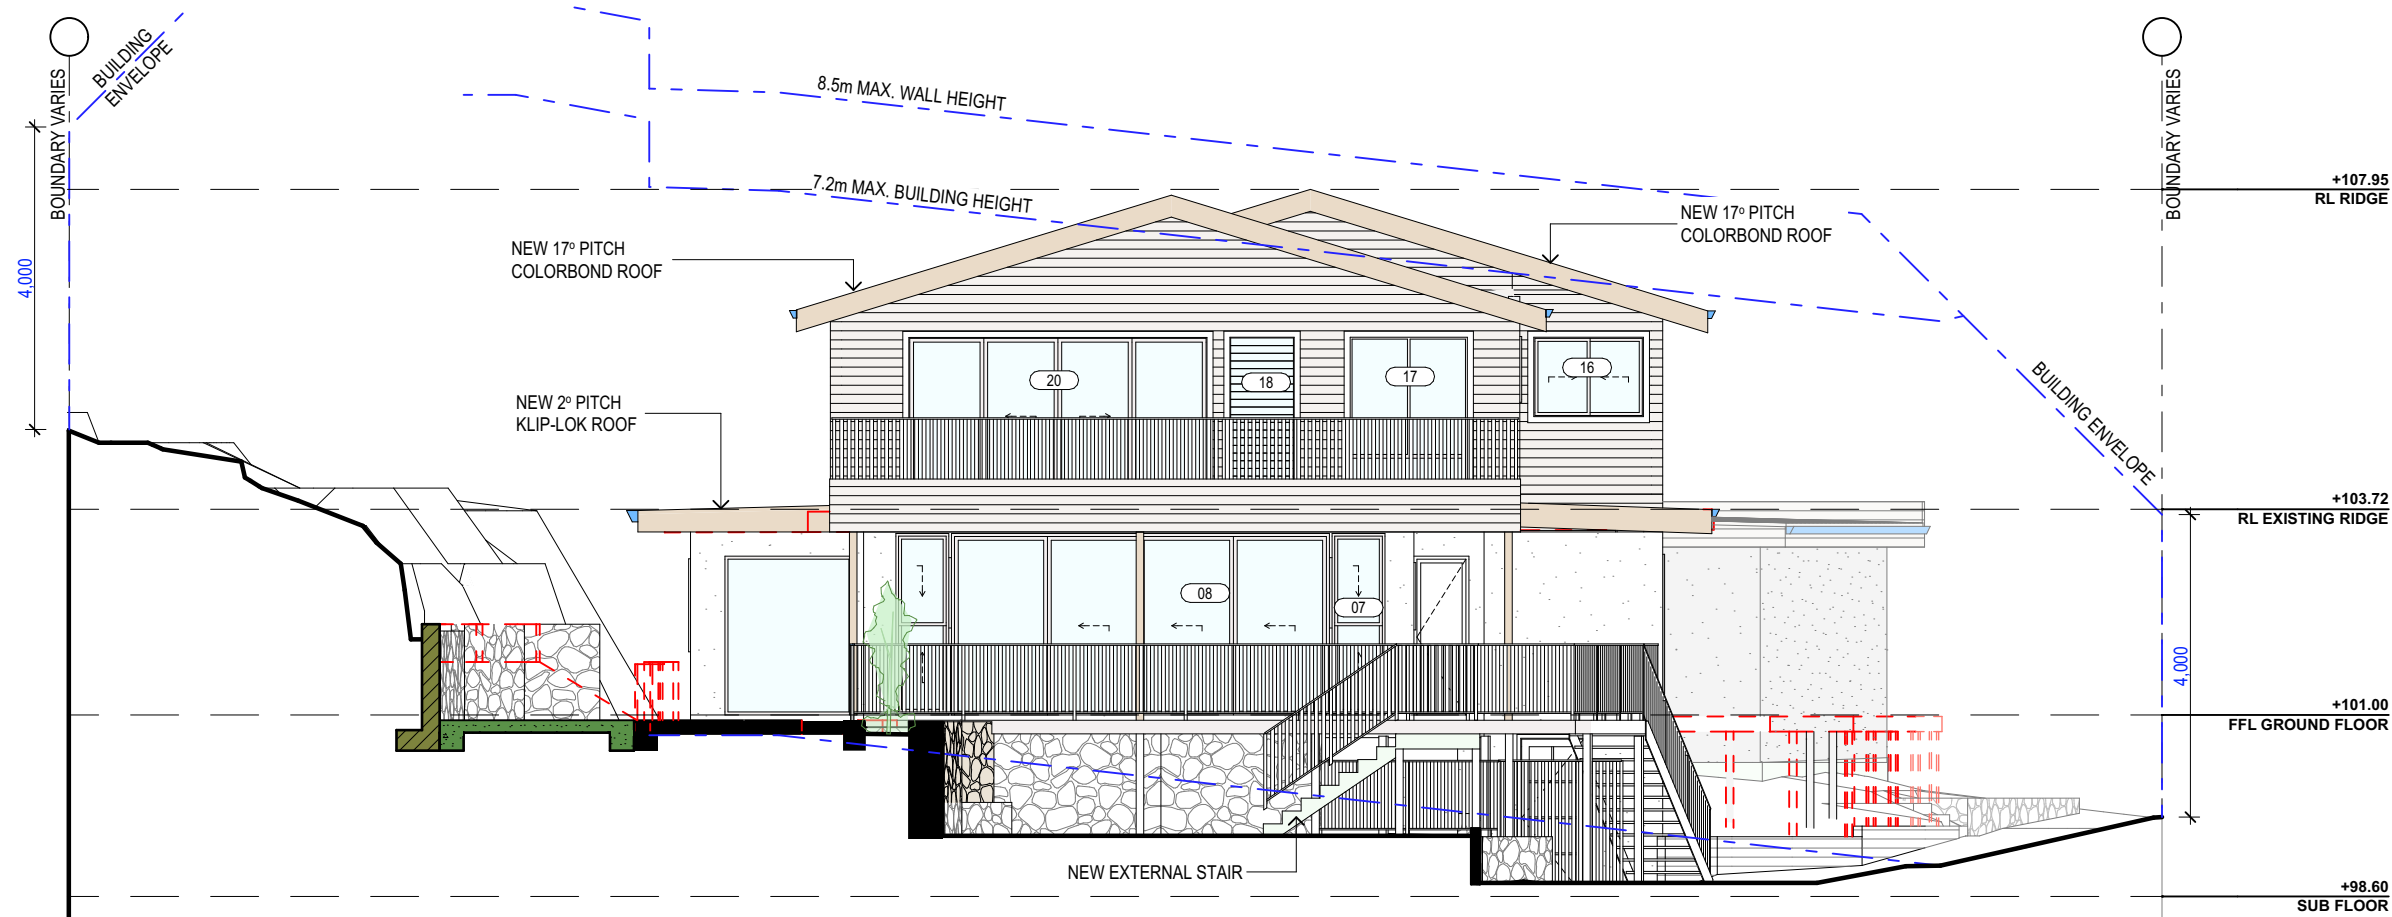 BUILDING
ENVELOPE
BOUNDARY VARIES
4,000
8.5m MAX. WALL HEIGHT
7.2m MAX. BUILDING HEIGHT
BOUNDARY VARIES
+107.95
RL RIDGE
NEW 17º PITCH
COLORBOND ROOF
NEW 17º PITCH
COLORBOND ROOF
20
18
17
16
NEW 2º PITCH
KLIP-LOK ROOF
BUILDING ENVELOPE
+103.72
RL EXISTING RIDGE
08
07
4,000
+101.00
FFL GROUND FLOOR
NEW EXTERNAL STAIR
+98.60
SUB FLOOR